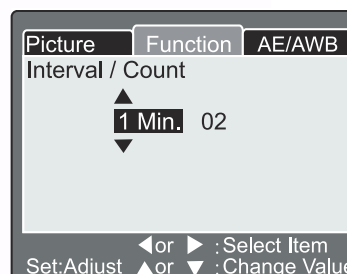 Picture Function AE/AWB
Interval / Count
1 Min. 02
◀or ▶ :Select Item
Set:Adjust ▲or ▼ :Change Value